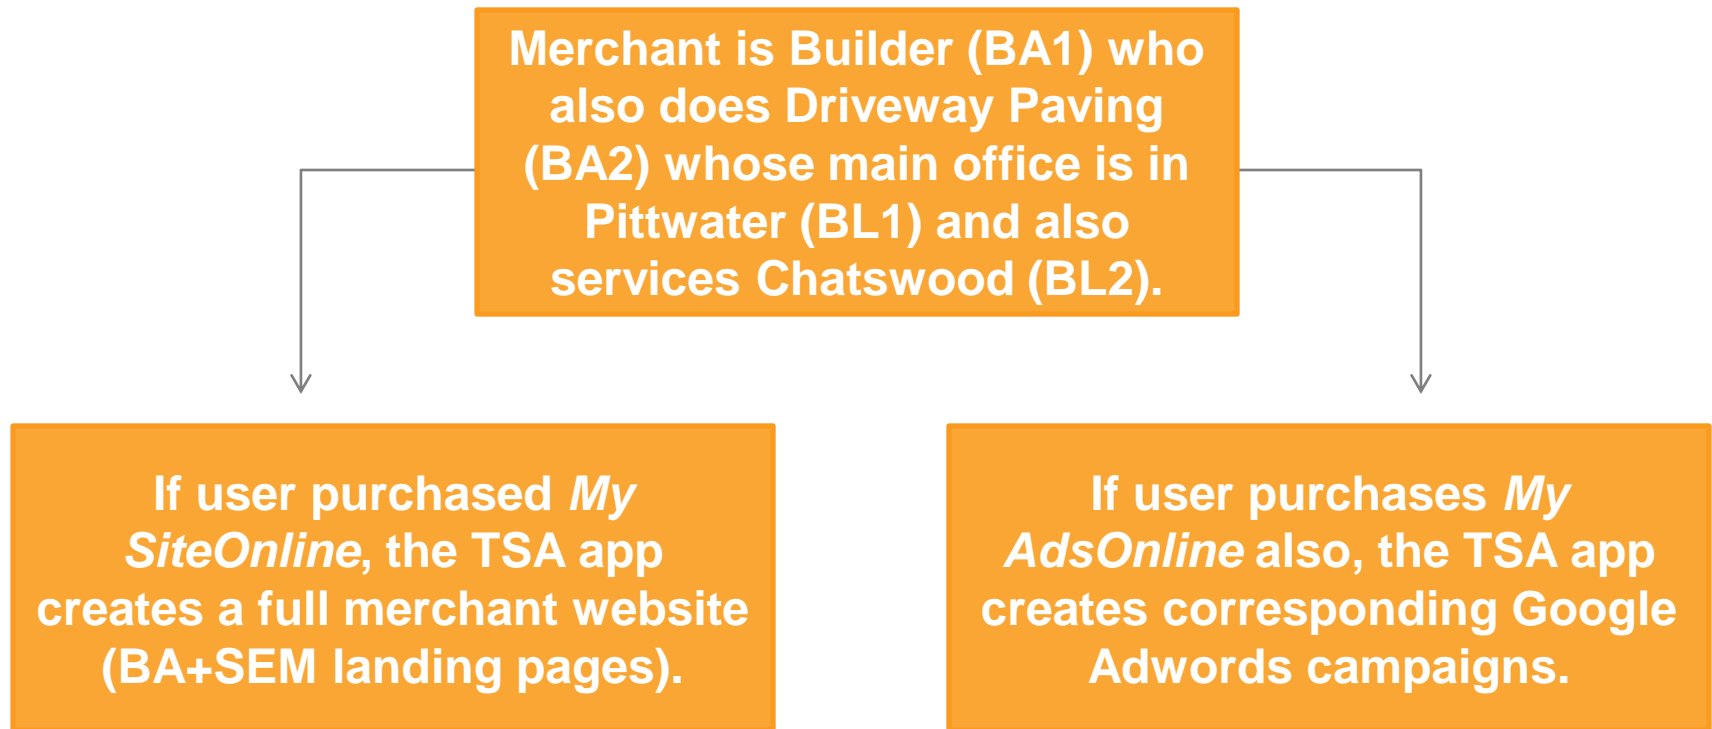 Merchant is Builder (BA1) who
also does Driveway Paving
(BA2) whose main office is in
Pittwater (BL1) and also
services Chatswood (BL2).
If user purchased My
SiteOnline, the TSA app
creates a full merchant website
(BA+SEM landing pages).
If user purchases My
AdsOnline also, the TSA app
creates corresponding Google
Adwords campaigns.